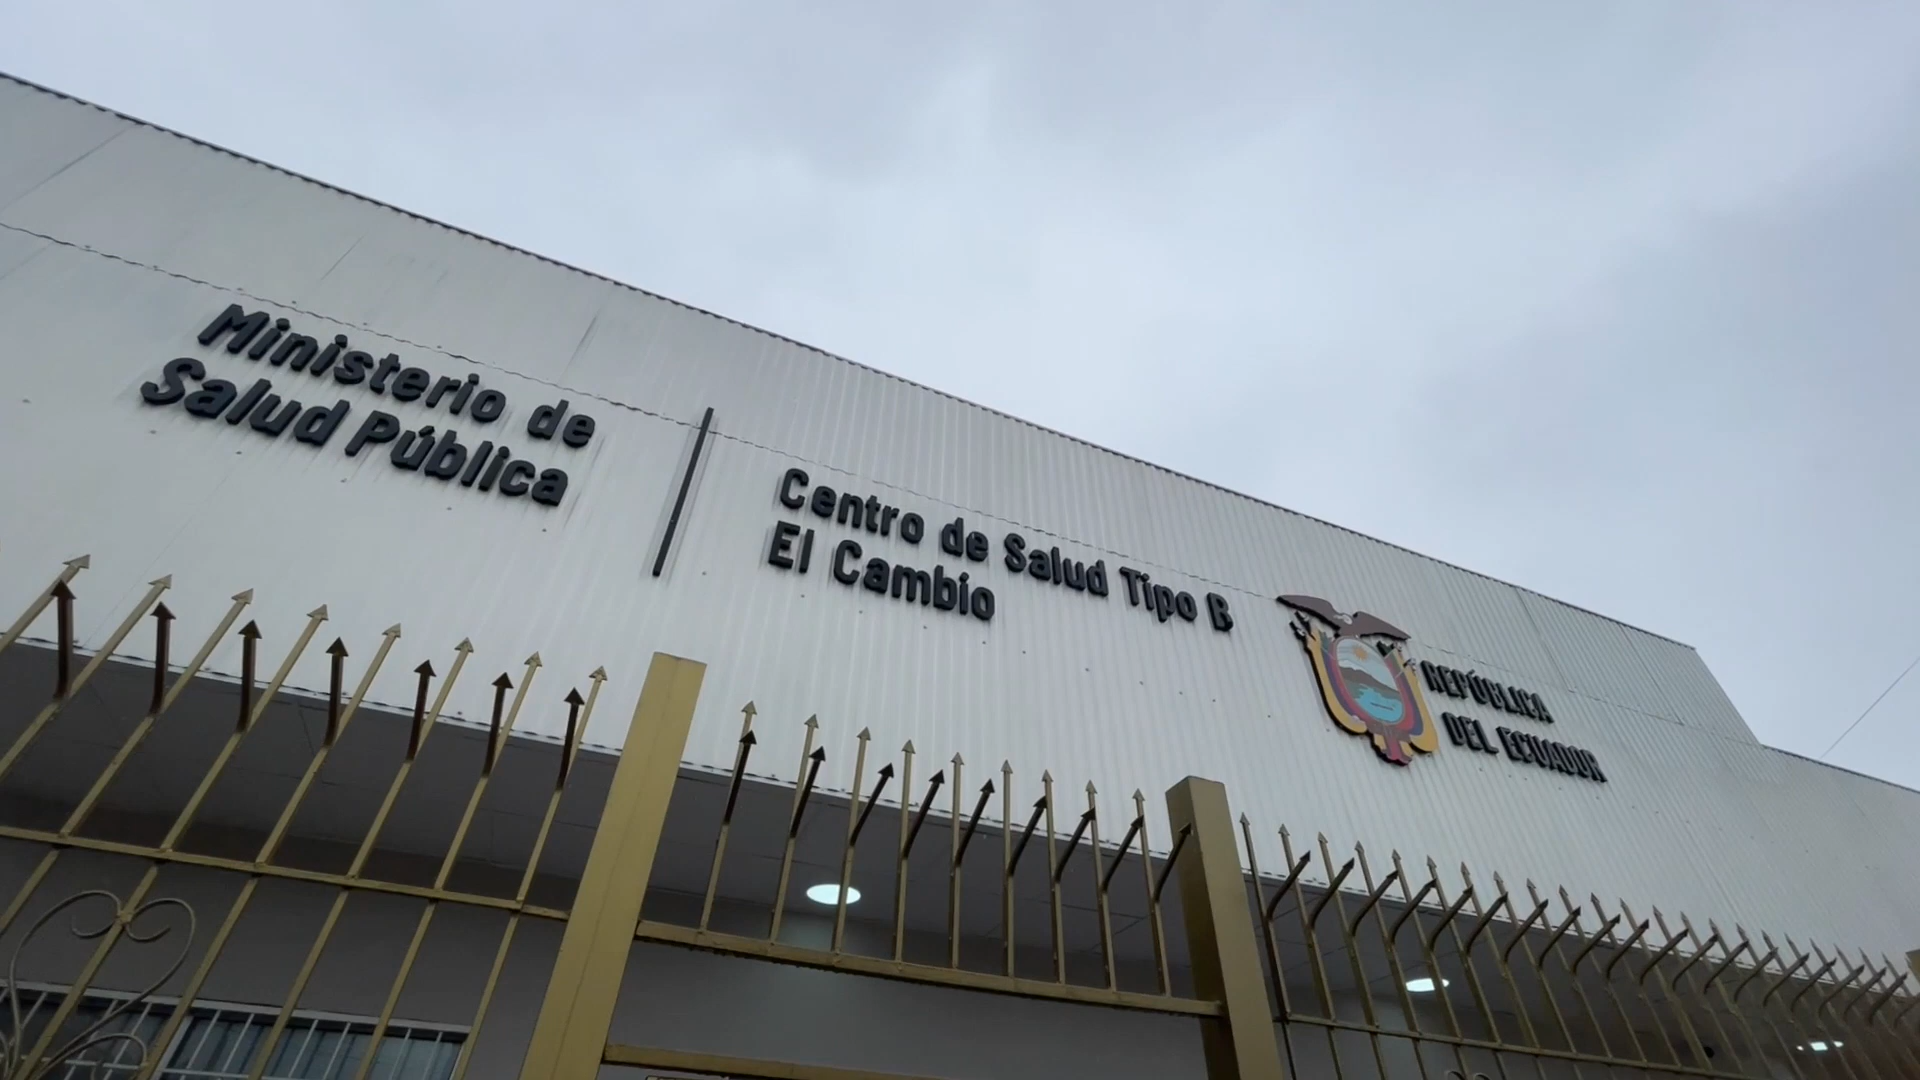 Ministerio de
Salud Pública
Centro de Salud Tipo B
El Cambio
REPÚBLICA
DEL ECUADOR